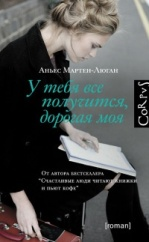 Аньес Мартен-Люган
У тебя все
получится,
дорогая моя
CORPUS
ОТ АВТОРА БЕСТСЕЛЛЕРА
"СЧАСТЛИВЫЕ ЛЮДИ ЧИТАЮТ КНИЖКИ
И ПЬЮТ КОФЕ"
[roman]